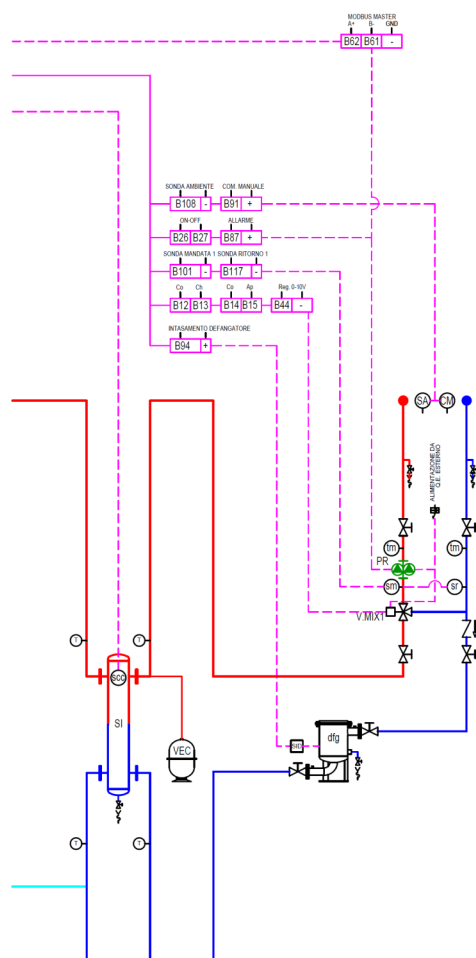 MODBUS MASTER
A+ B- GND
B62 B61 -
SONDA AMBIENTE COM. MANUALE
B108 - B91 +
ON-OFF ALLARME
B26 B27 B87 +
SONDA MANDATA 1 SONDA RITORNO 1
B101 - B117 -
Co Ch Co Ap Reg. 0-10V
B12 B13 B14 B15 B44 -
INTASAMENTO DEFANGATORE
B94 +
SA CM
ALIMENTAZIONE DA
Q.E. ESTERNO
tm tm
PR
sm sr
V.MIX1
T T
scc
SI
VEC
SID
dfg
T T